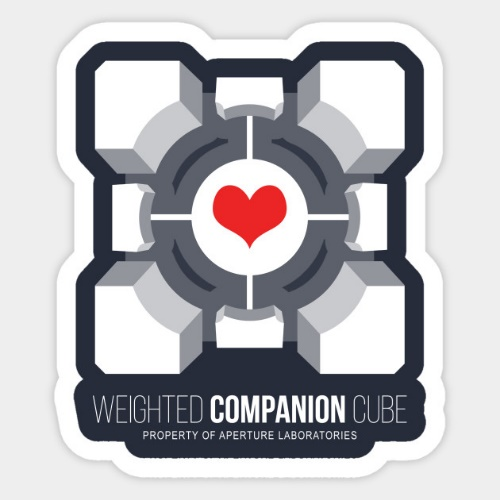 WEIGHTED COMPANION CUBE
PROPERTY OF APERTURE LABORATORIES